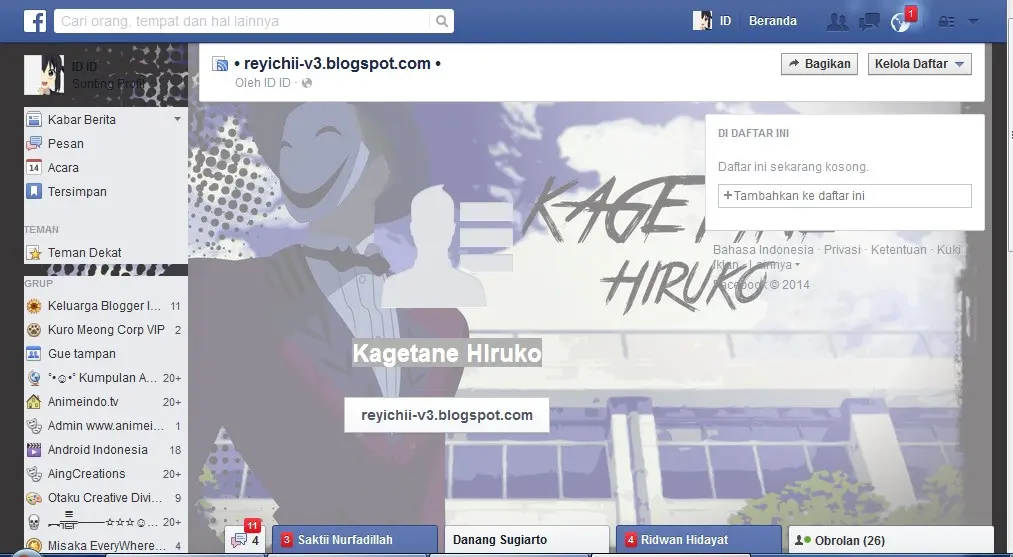 Cari orang, tempat dan hal lainnya
ID Beranda 1
ID ID
Sunting Profil
• reyichii-v3.blogspot.com •
Oleh ID ID ·
Bagikan
Kelola Daftar
Kabar Berita
Pesan
14 Acara
Tersimpan
TEMAN
Teman Dekat
GRUP
Keluarga Blogger I... 11
Kuro Meong Corp VIP 2
Gue tampan
°•☺•° Kumpulan A... 20+
Animeindo.tv 20+
Admin www.animei... 1
Android Indonesia 18
AingCreations 20+
Otaku Creative Divi... 9
☆☆☆☺... 20+
Misaka EveryWhere... 4
DI DAFTAR INI
Daftar ini sekarang kosong.
+Tambahkan ke daftar ini
Bahasa Indonesia · Privasi · Ketentuan · Kuki ·
Iklan · Lainnya
Facebook © 2014
KAGETANE
HIRUKO
Kagetane HIruko
reyichii-v3.blogspot.com
11
4
3 Saktii Nurfadillah
Danang Sugiarto
4 Ridwan Hidayat
Obrolan (26)